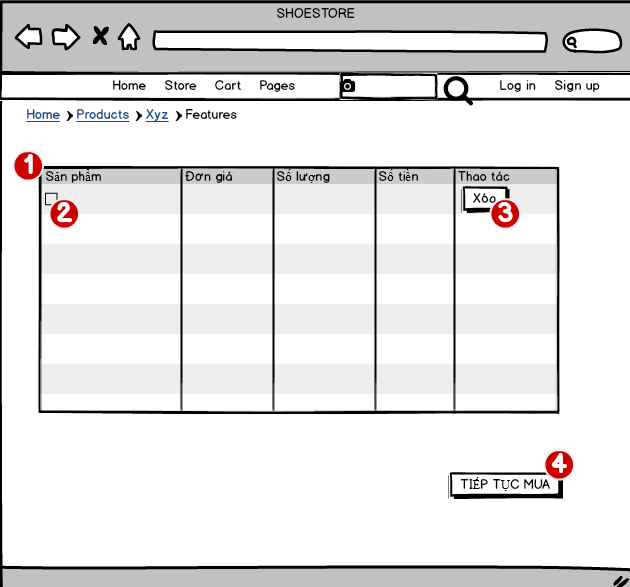 SHOESTORE
Home Store Cart Pages Log in Sign up
Home Products Xyz Features
1
Sản phẩm Đơn giá Số lượng Số tiền Thao tác
Xóa
2
3
4
TIẾP TỤC MUA